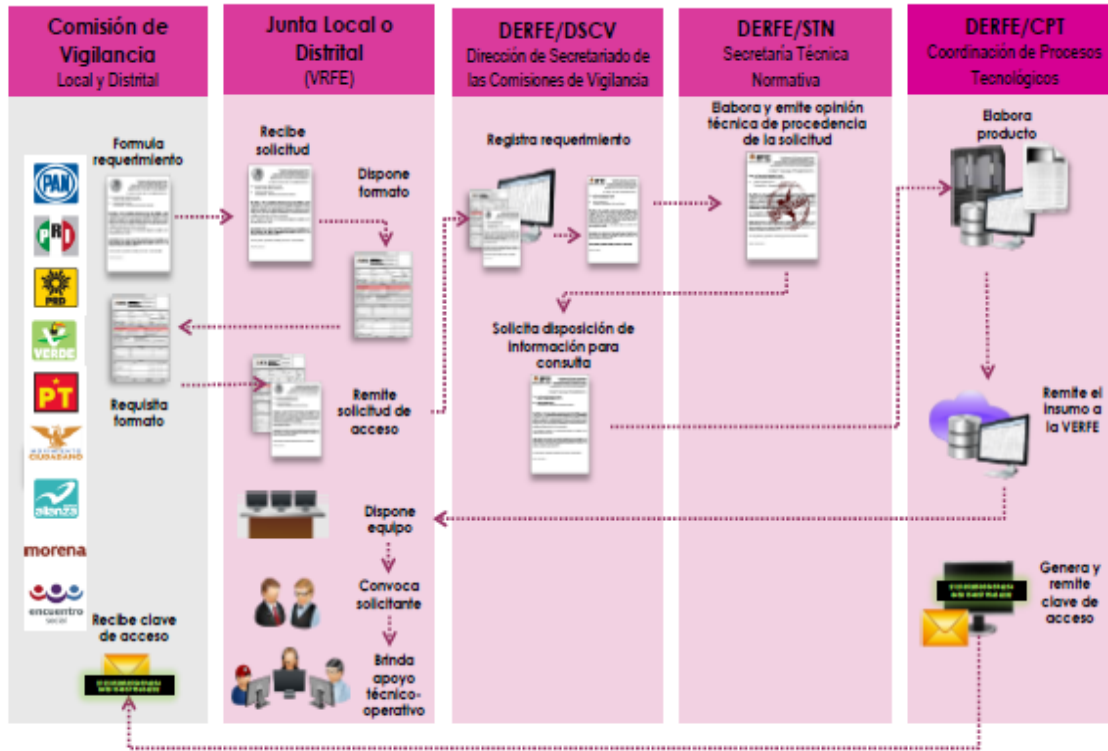 Comisión de
Vigilancia
Local y Distrital
Junta Local o
Distrital
(VRFE)
DERFE/DSCV
Dirección de Secretariado de
las Comisiones de Vigilancia
DERFE/STN
Secretaría Técnica
Normativa
DERFE/CPT
Coordinación de Procesos
Tecnológicos
Formula
requerimiento
PAN
PRD
VERDE
PT
MOVIMIENTO
CIUDADANO
alianza
morena
encuentro
social
Requisita
formato
Recibe clave
de acceso
Recibe
solicitud
Dispone
formato
Remite
solicitud de
acceso
Dispone
equipo
Convoca
solicitante
Brinda
apoyo
técnico-
operativo
Registra requerimiento
Solicita disposición de
información para
consulta
Elabora y emite opinión
técnica de procedencia
de la solicitud
Elabora
producto
Remite el
insumo a
la VERFE
Genera y
remite
clave de
acceso